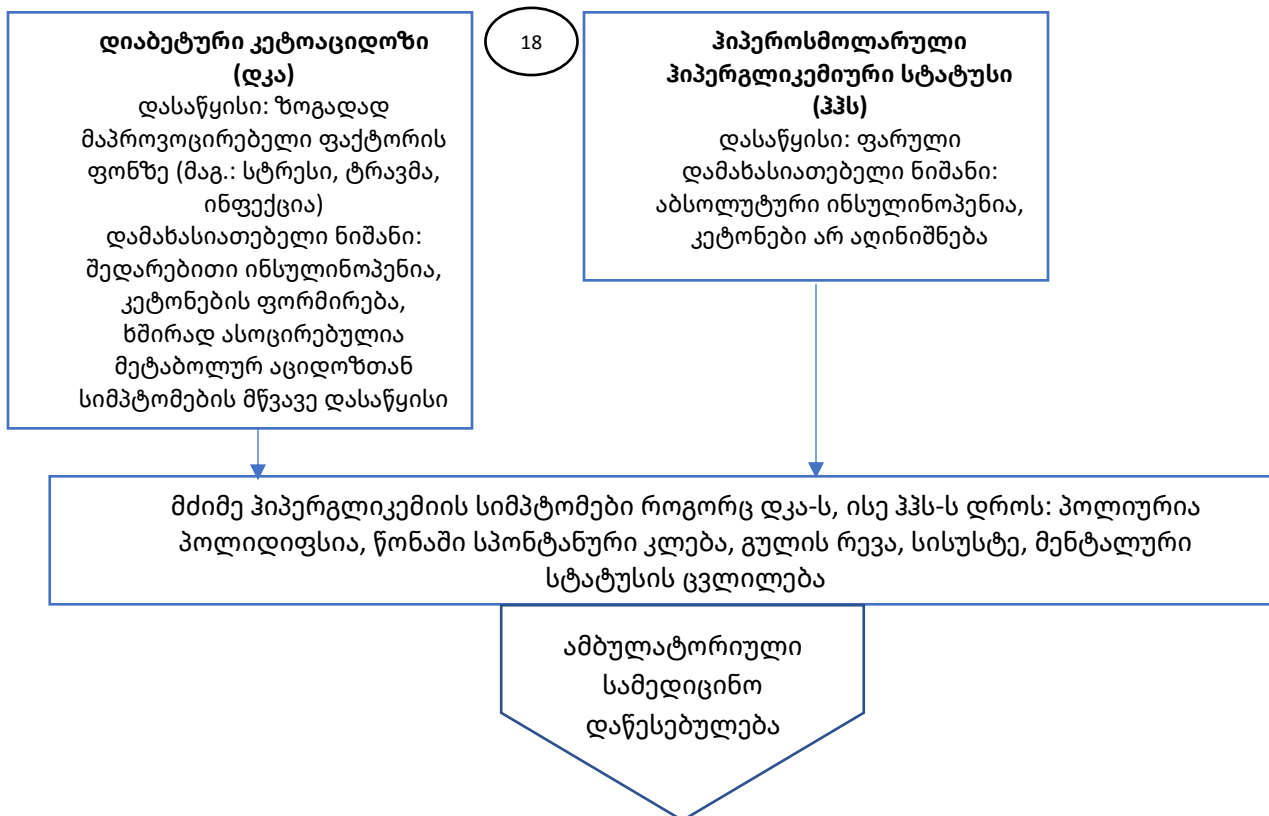 დიაბეტური კეტოაციდოზი
(დკა)
დასაწყისი: ზოგადად
მაპროვოცირებელი ფაქტორის
ფონზე (მაგ.: სტრესი, ტრავმა,
ინფექცია)
დამახასიათებელი ნიშანი:
შედარებითი ინსულინოპენია,
კეტონების ფორმირება,
ხშირად ასოცირებულია
მეტაბოლურ აციდოზთან
სიმპტომების მწვავე დასაწყისი
18
ჰიპეროსმოლარული
ჰიპერგლიკემიური სტატუსი
(ჰჰს)
დასაწყისი: ფარული
დამახასიათებელი ნიშანი:
აბსოლუტური ინსულინოპენია,
კეტონები არ აღინიშნება
მძიმე ჰიპერგლიკემიის სიმპტომები როგორც დკა-ს, ისე ჰჰს-ს დროს: პოლიურია
პოლიდიფსია, წონაში სპონტანური კლება, გულის რევა, სისუსტე, მენტალური
სტატუსის ცვლილება
ამბულატორიული
სამედიცინო
დაწესებულება